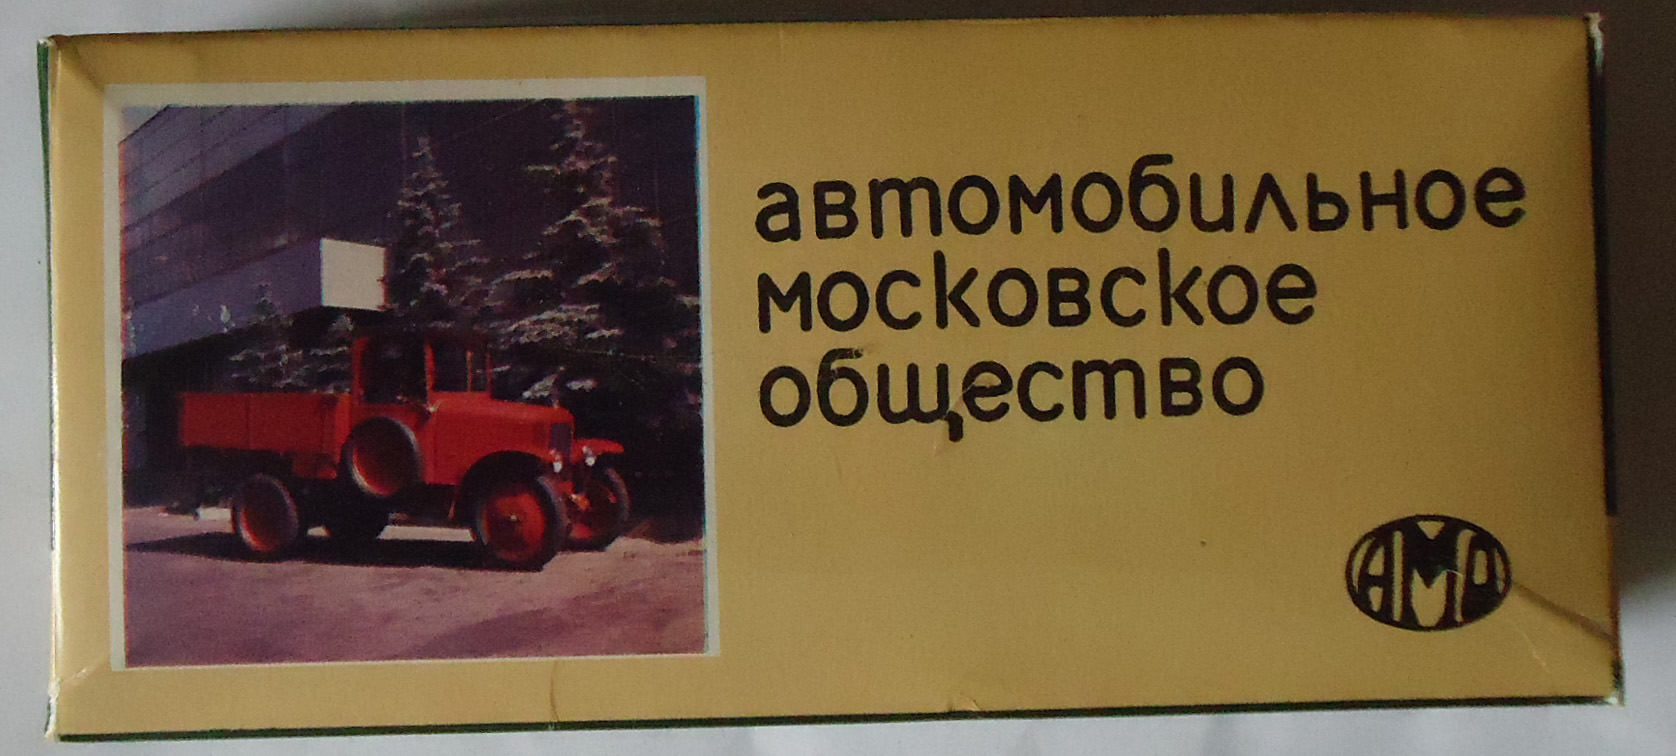 автомобильное
московское
общество
АМО